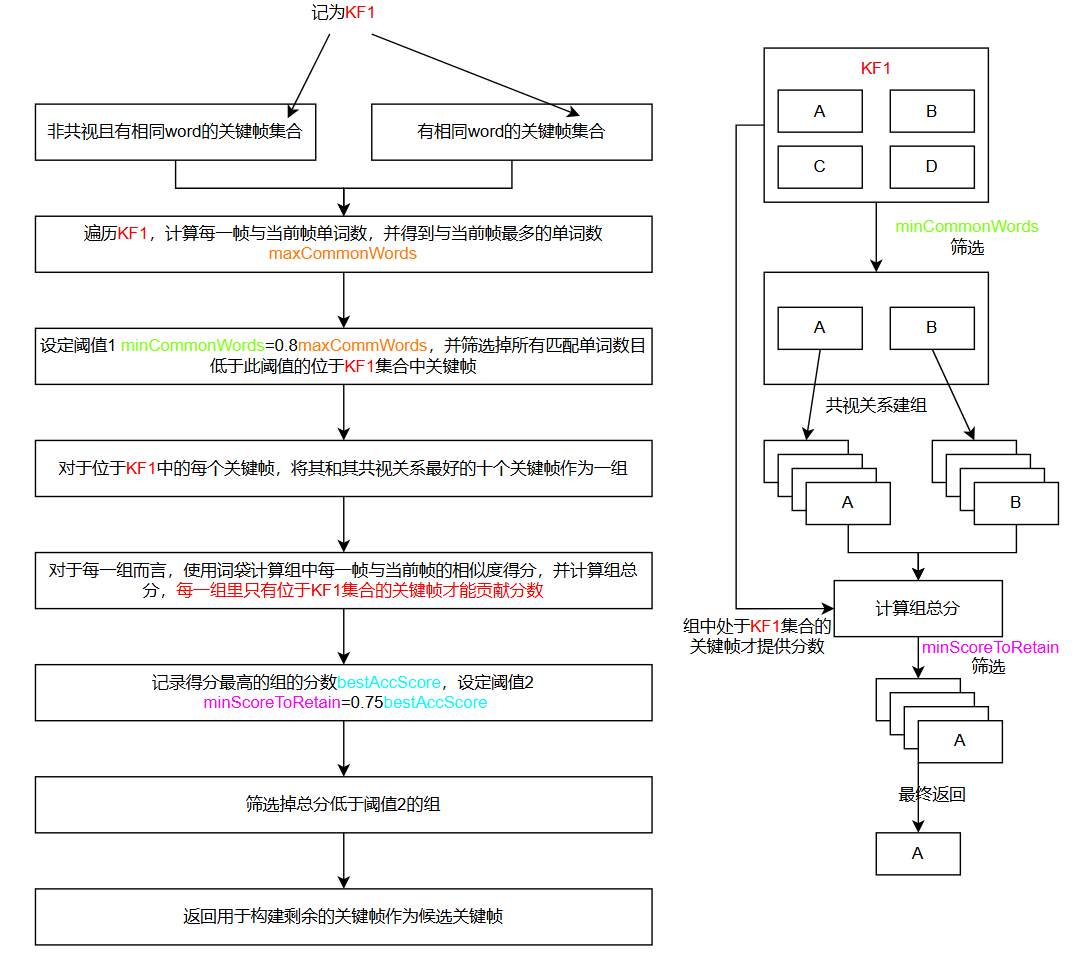 记为KF1
非共视且有相同word的关键帧集合
有相同word的关键帧集合
遍历KF1，计算每一帧与当前帧单词数，并得到与当前帧最多的单词数
maxCommonWords
设定阈值1 minCommonWords=0.8maxCommWords，并筛选掉所有匹配单词数目
低于此阈值的位于KF1集合中关键帧
对于位于KF1中的每个关键帧，将其和其共视关系最好的十个关键帧作为一组
对于每一组而言，使用词袋计算组中每一帧与当前帧的相似度得分，并计算组总
分，每一组里只有位于KF1集合的关键帧才能贡献分数
记录得分最高的组的分数bestAccScore，设定阈值2
minScoreToRetain=0.75bestAccScore
筛选掉总分低于阈值2的组
返回用于构建剩余的关键帧作为候选关键帧
KF1
A
B
C
D
minCommonWords
筛选
A
B
共视关系建组
A
B
计算组总分
组中处于KF1集合的
关键帧才提供分数
minScoreToRetain
筛选
A
最终返回
A